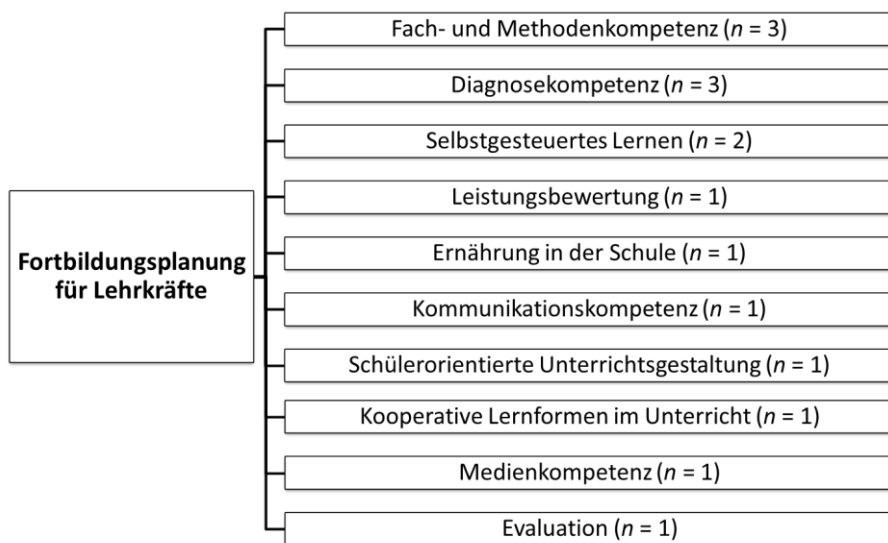 Fach- und Methodenkompetenz (n = 3)
Diagnosekompetenz (n = 3)
Selbstgesteuertes Lernen (n = 2)
Leistungsbewertung (n = 1)
Fortbildungsplanung
für Lehrkräfte
Ernährung in der Schule (n = 1)
Kommunikationskompetenz (n = 1)
Schülerorientierte Unterrichtsgestaltung (n = 1)
Kooperative Lernformen im Unterricht (n = 1)
Medienkompetenz (n = 1)
Evaluation (n = 1)